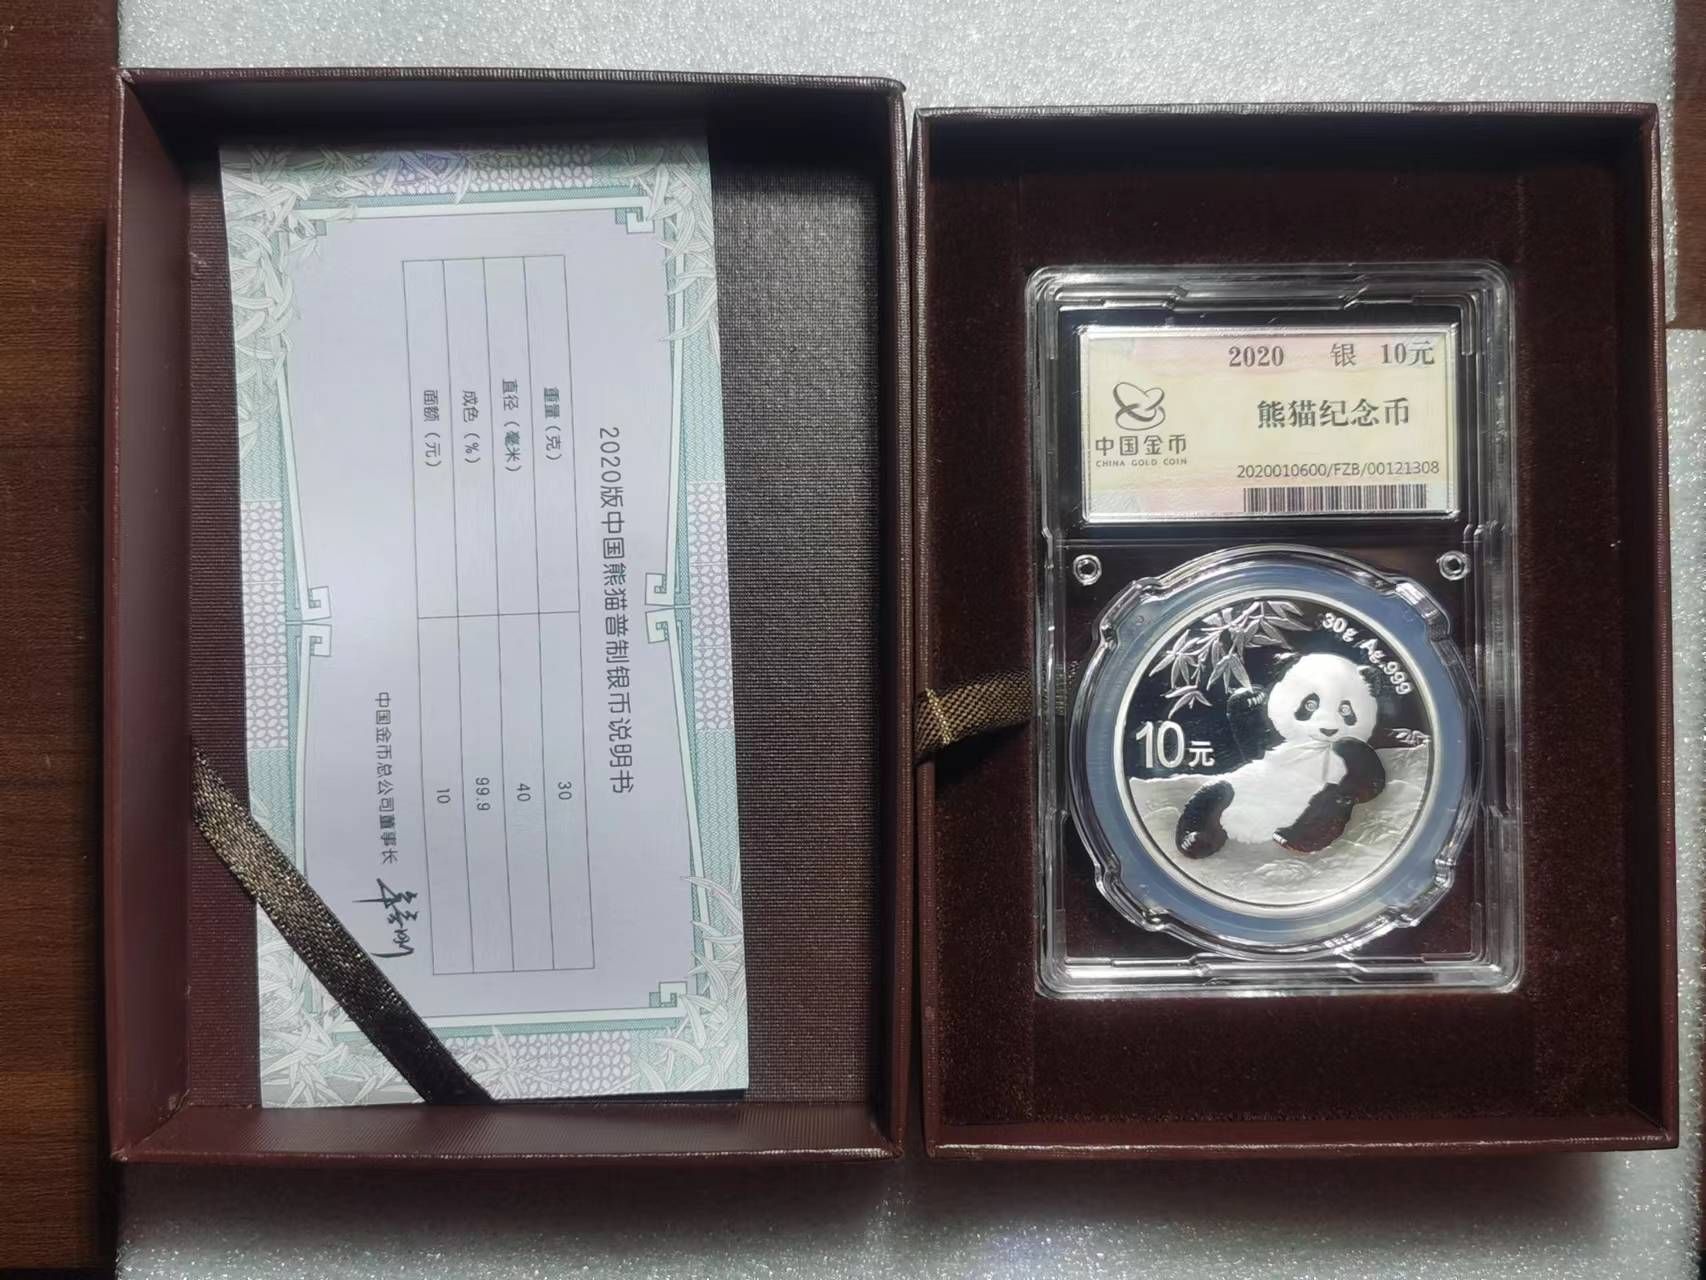 2020版中国熊猫普制银币说明书
重量（克） 30
直径（毫米） 40
成色（%） 99.9
面额（元） 10
中国金币总公司董事长
2020 银 10元
中国金币
CHINA GOLD COIN
熊猫纪念币
2020010600/FZB/00121308
30g Ag.999
10元